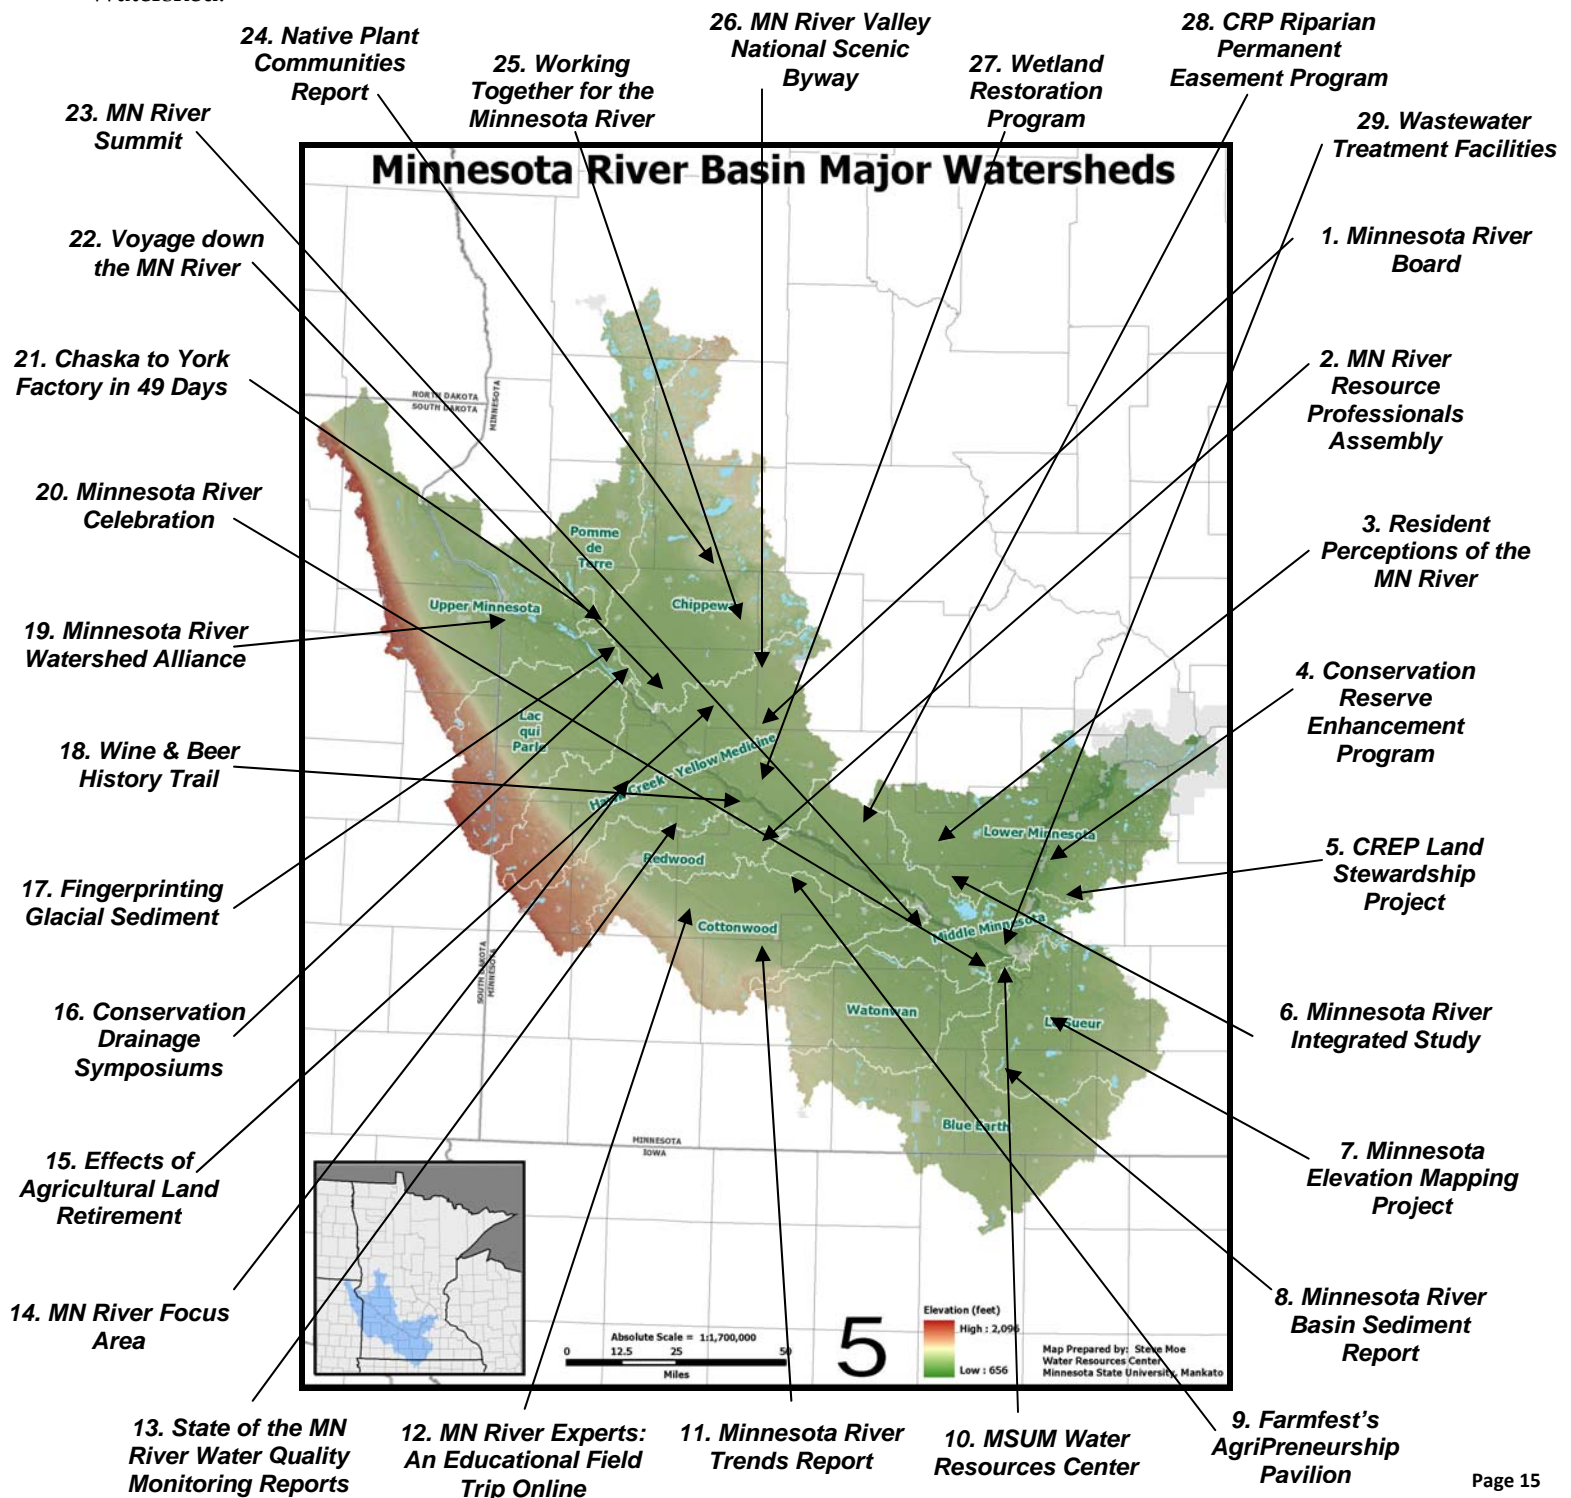 Watershed.
24. Native Plant
Communities
Report
25. Working
Together for the
Minnesota River
26. MN River Valley
National Scenic
Byway
27. Wetland
Restoration
Program
28. CRP Riparian
Permanent
Easement Program
23. MN River
Summit
29. Wastewater
Treatment Facilities
22. Voyage down
the MN River
1. Minnesota River
Board
21. Chaska to York
Factory in 49 Days
2. MN River
Resource
Professionals
Assembly
20. Minnesota River
Celebration
3. Resident
Perceptions of the
MN River
19. Minnesota River
Watershed Alliance
4. Conservation
Reserve
Enhancement
Program
18. Wine & Beer
History Trail
5. CREP Land
Stewardship
Project
17. Fingerprinting
Glacial Sediment
6. Minnesota River
Integrated Study
16. Conservation
Drainage
Symposiums
7. Minnesota
Elevation Mapping
Project
15. Effects of
Agricultural Land
Retirement
8. Minnesota River
Basin Sediment
Report
14. MN River Focus
Area
13. State of the MN
River Water Quality
Monitoring Reports
12. MN River Experts:
An Educational Field
Trip Online
11. Minnesota River
Trends Report
10. MSUM Water
Resources Center
9. Farmfest's
AgriPreneurship
Pavilion
Minnesota River Basin Major Watersheds
NORTH DAKOTA
SOUTH DAKOTA
MINNESOTA
Pomme
de
Terre
Upper Minnesota
Chippewa
Lac
qui
Parle
Hawk Creek - Yellow Medicine
Redwood
Lower Minnesota
Cottonwood
Middle Minnesota
Watonwan
Le Sueur
Blue Earth
SOUTH DAKOTA
MINNESOTA
MINNESOTA
IOWA
Absolute Scale = 1:1,700,000
0 12.5 25 50
Miles
5
Elevation (feet)
High : 2,096
Low : 656
Map Prepared by: Steve Moe
Water Resources Center
Minnesota State University, Mankato
Page 15